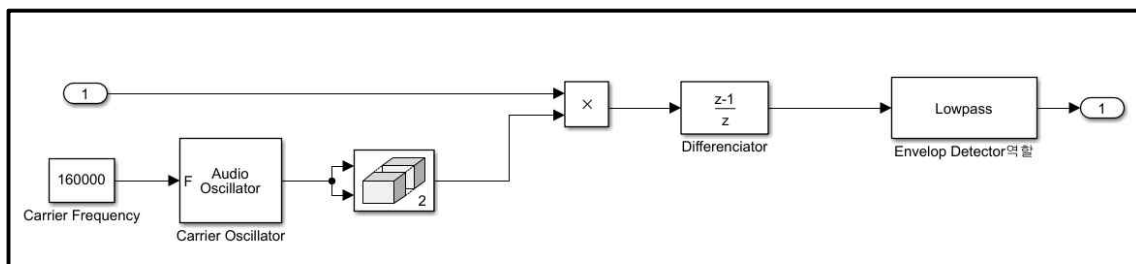 1
×
z-1
z
Differenciator
Lowpass
Envelop Detector역할
1
160000
Carrier Frequency
F
Audio
Oscillator
Carrier Oscillator
2